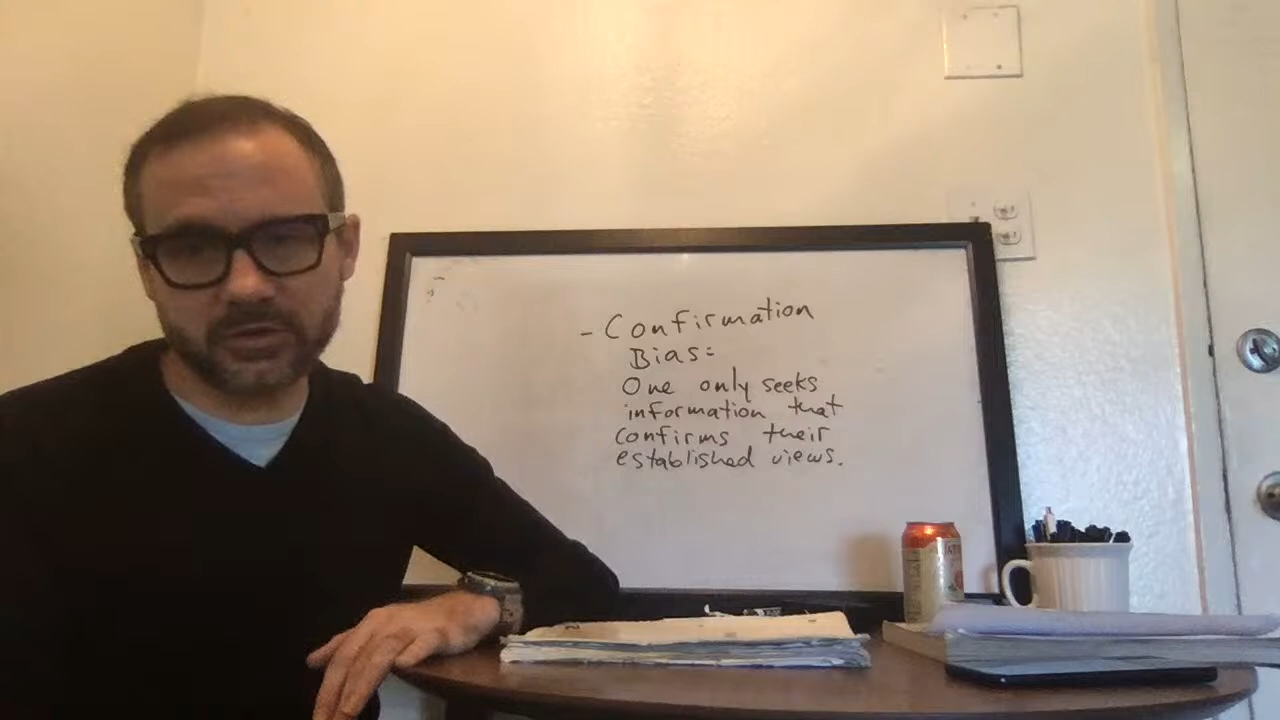 - Confirmation
Bias:
One only seeks
information that
confirms their
established views.